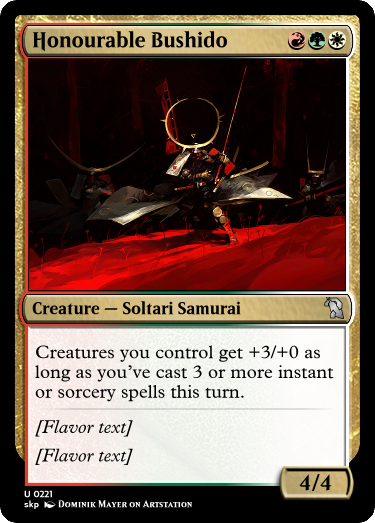 Honourable Bushido
Creature — Soltari Samurai
Creatures you control get +3/+0 as
long as you've cast 3 or more instant
or sorcery spells this turn.
[Flavor text]
[Flavor text]
4/4
U 0221
skp Dominik Mayer on Artstation